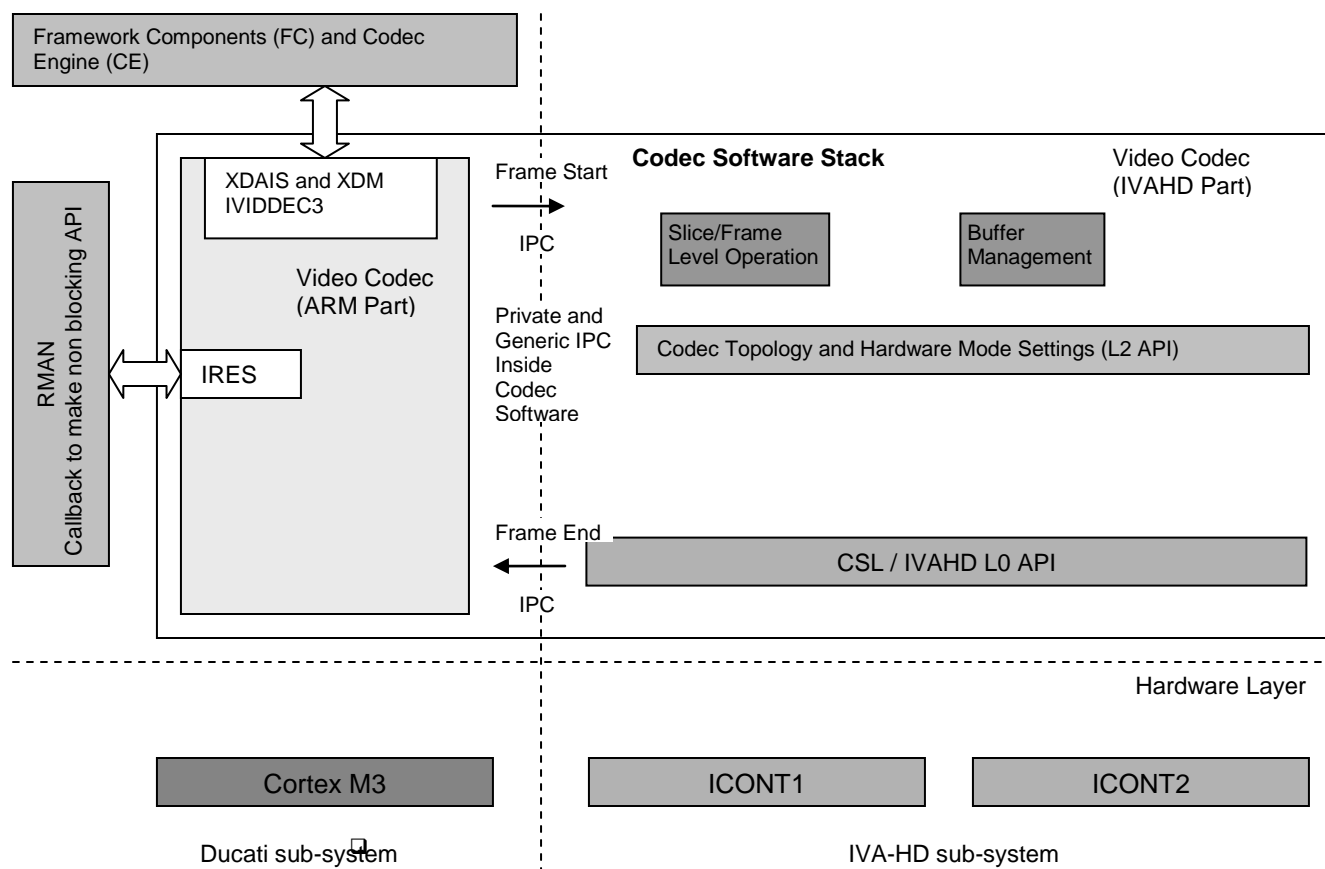 Framework Components (FC) and Codec
Engine (CE)
Codec Software Stack
Video Codec
(IVAHD Part)
XDAIS and XDM
IVIDDEC3
Frame Start
IPC
Slice/Frame
Level Operation
Buffer
Management
Video Codec
(ARM Part)
RMAN
Callback to make non blocking API
IRES
Private and
Generic IPC
Inside
Codec
Software
Codec Topology and Hardware Mode Settings (L2 API)
Frame End
IPC
CSL / IVAHD L0 API
Hardware Layer
Cortex M3
ICONT1
ICONT2
Ducati sub-system
IVA-HD sub-system